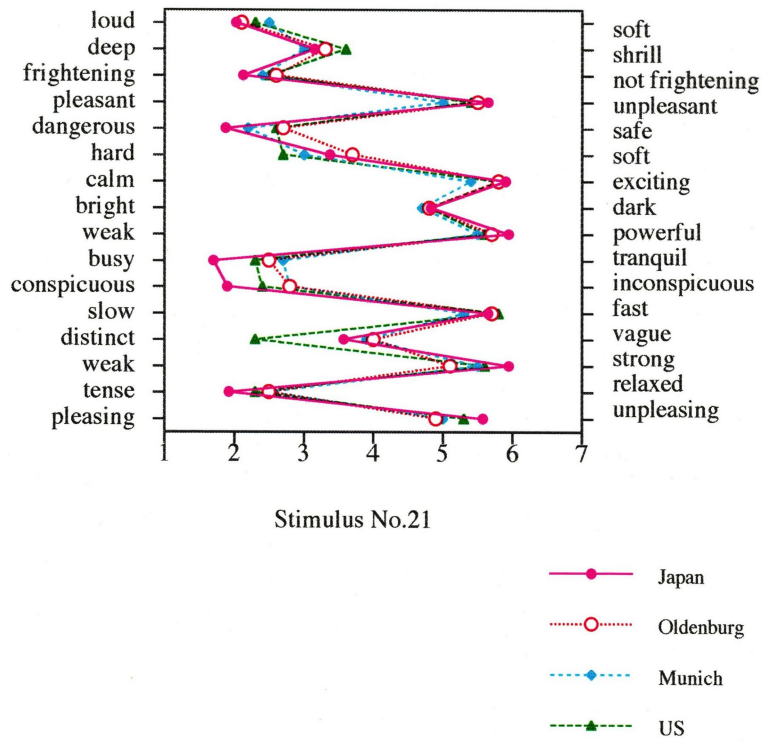 loud soft
deep shrill
frightening not frightening
pleasant unpleasant
dangerous safe
hard soft
calm exciting
bright dark
weak powerful
busy tranquil
conspicuous inconspicuous
slow fast
distinct vague
weak strong
tense relaxed
pleasing unpleasing
1 2 3 4 5 6 7
Stimulus No.21
Japan
Oldenburg
Munich
US